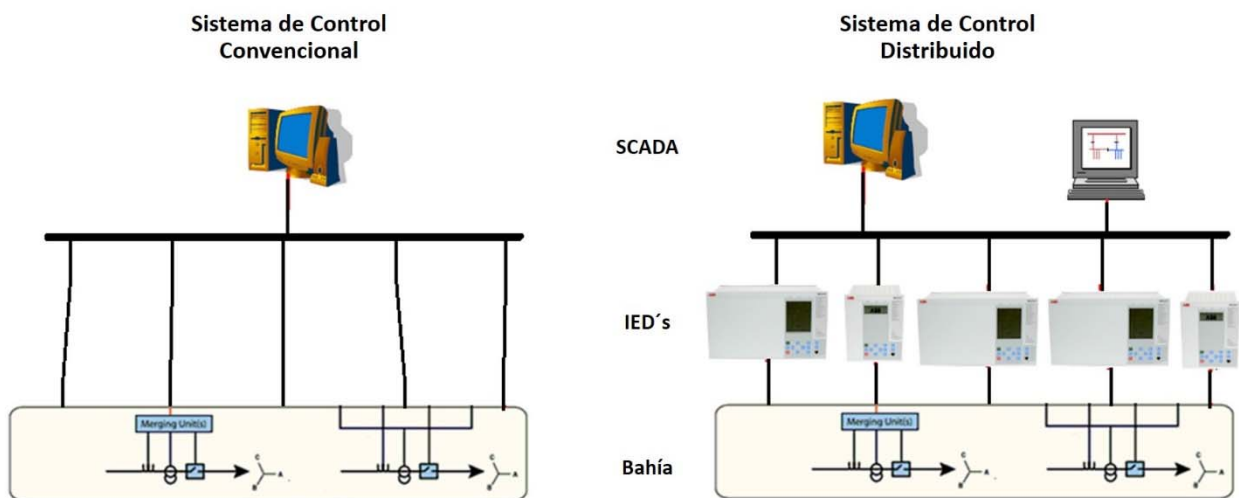 Sistema de Control
Convencional
Sistema de Control
Distribuido
SCADA
IED´s
Merging Unit(s)
C
A
B
C
A
B
Bahía
Merging Unit(s)
C
A
B
C
A
B